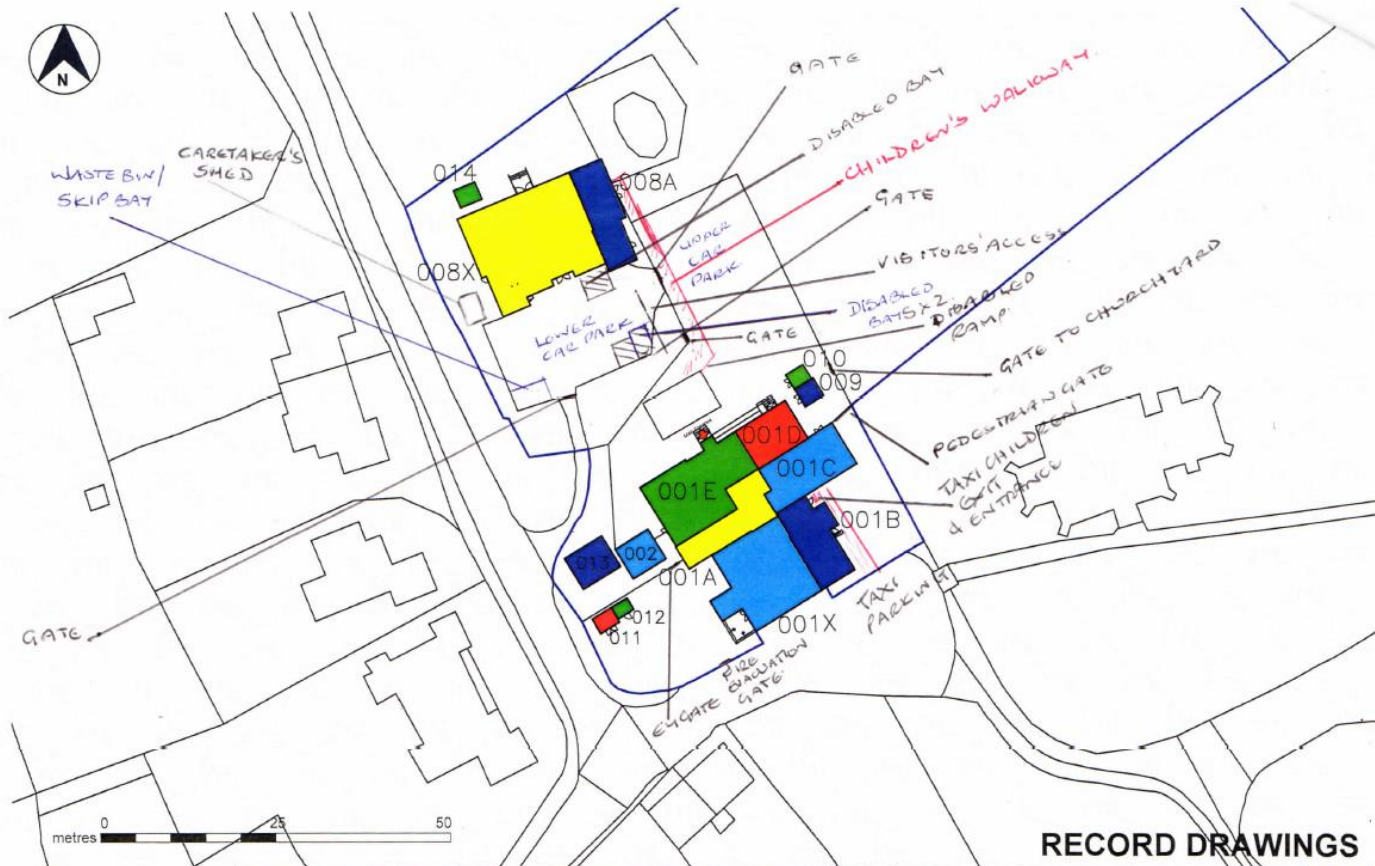 N
GATE
DISABLED BAY
CHILDREN'S WALKWAY.
GATE
VISITORS' ACCESS
DISABLED
BAYS X 2
DISABLED
RAMP.
GATE
GATE TO CHURCHYARD
PEDESTRIAN GATE
TAXI CHILDREN
EXIT
& ENTRANCE
CARETAKER'S
SHED
WASTE BIN/
SKIP BAY
014
008A
008X
UPPER
CAR
PARK
LOWER
CAR PARK
010
009
001D
001C
001E
001B
013
002
001A
012
011
001X
TAXI
PARKING
FIRE
EVACUATION
GATE.
GATE
metres
0
25
50
RECORD DRAWINGS